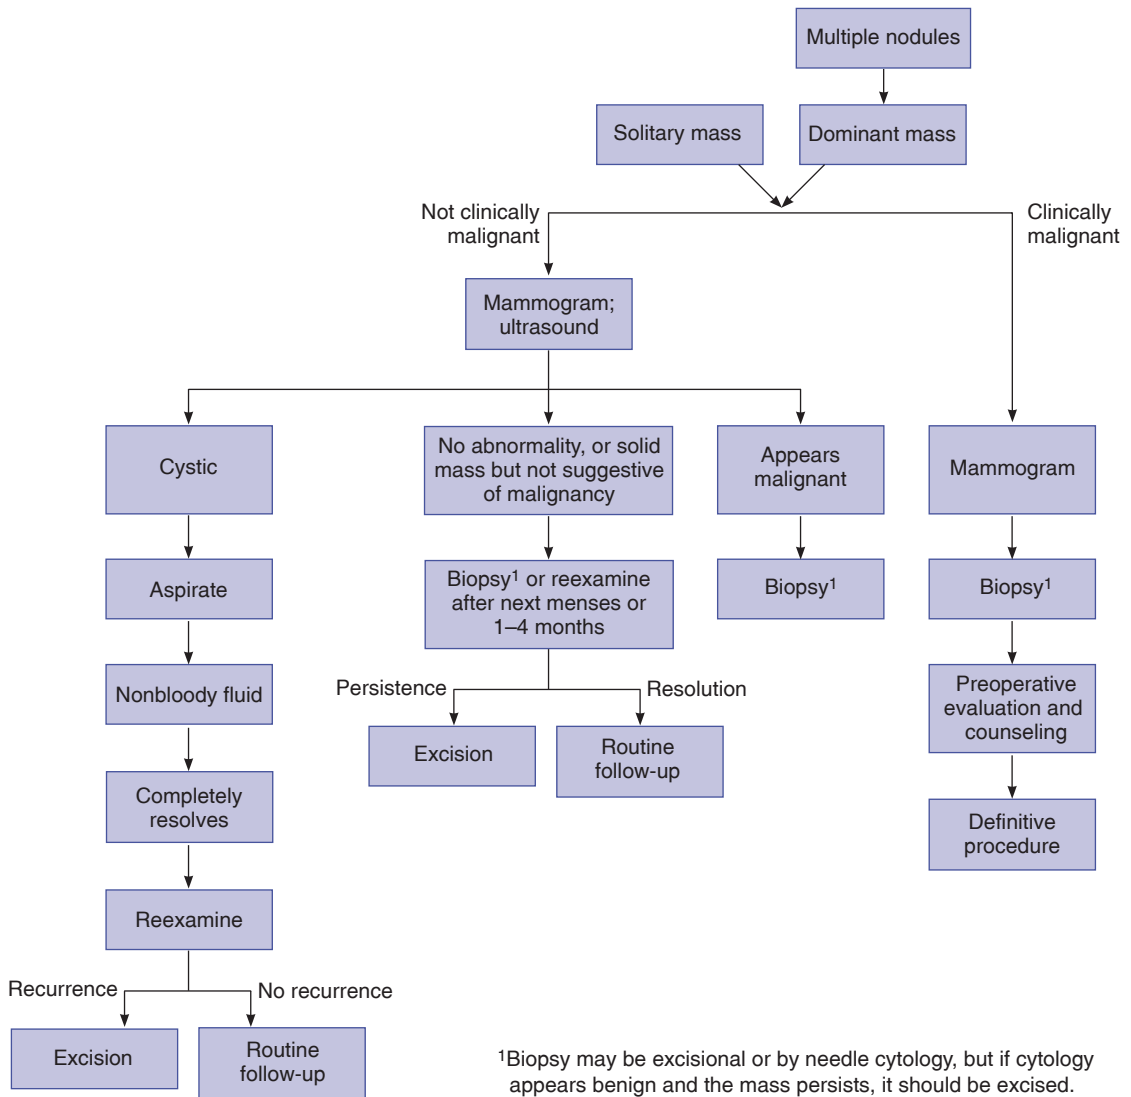 Multiple nodules
Solitary mass
Dominant mass
Not clinically
malignant
Clinically
malignant
Mammogram;
ultrasound
Cystic
No abnormality, or solid
mass but not suggestive
of malignancy
Appears
malignant
Mammogram
Aspirate
Biopsy¹ or reexamine
after next menses or
1–4 months
Biopsy¹
Biopsy¹
Nonbloody fluid
Persistence
Resolution
Preoperative
evaluation and
counseling
Excision
Routine
follow-up
Completely
resolves
Definitive
procedure
Reexamine
Recurrence
No recurrence
Excision
Routine
follow-up
¹Biopsy may be excisional or by needle cytology, but if cytology
appears benign and the mass persists, it should be excised.